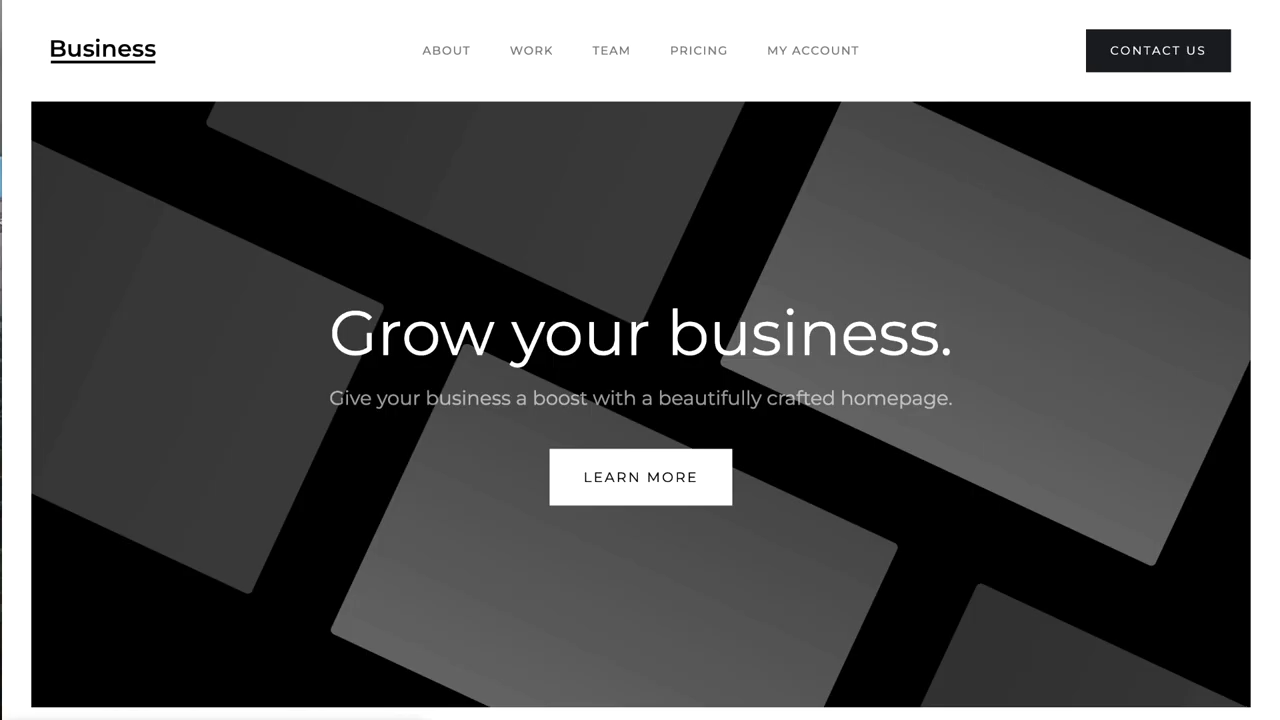 Business
ABOUT WORK TEAM PRICING MY ACCOUNT
CONTACT US
Grow your business.
Give your business a boost with a beautifully crafted homepage.
LEARN MORE